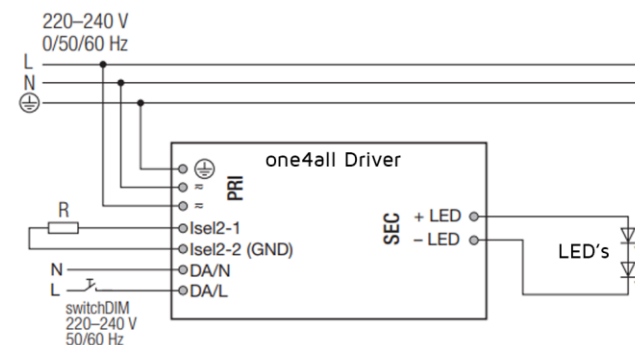 220–240 V
0/50/60 Hz
L
N
one4all Driver
≂
PRI
≂
R
Isel2-1
Isel2-2 (GND)
N
DA/N
L
DA/L
switchDIM
220–240 V
50/60 Hz
SEC
+ LED
– LED
LED's